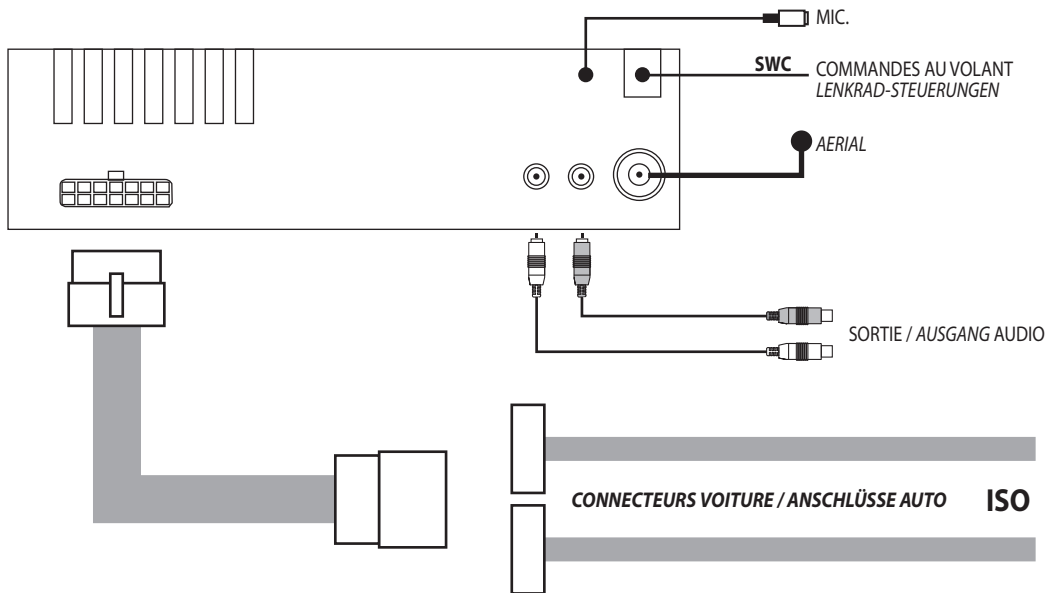 MIC.
SWC COMMANDES AU VOLANT
LENKRAD-STEUERUNGEN
AERIAL
SORTIE / AUSGANG AUDIO
CONNECTEURS VOITURE / ANSCHLÜSSE AUTO ISO